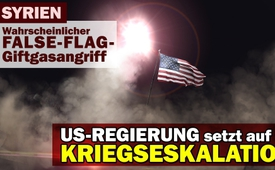 SYRIEN
Wahrscheinlicher
FALSE-FLAG-
Giftgasangriff
US-REGIERUNG setzt auf
KRIEGSESKALATIO